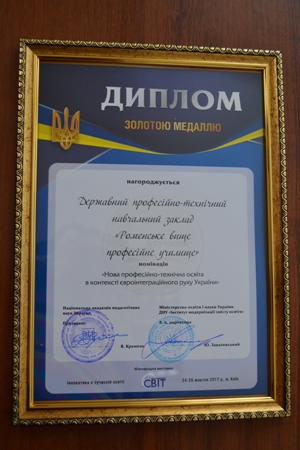 ДИПЛОМ
ЗОЛОТОЮ МЕДАЛЛЮ
нагороджується
Державний професійно-технічний
навчальний заклад
«Роменське вище
професійне училище»
номінація
«Нова професійно-технічна освіта
в контексті євроінтеграційного руху України»
Національна академія педагогічних
наук України
Президент
В. Кремень
Міністерство освіти і науки України
ДНУ «Інститут модернізації змісту освіти»
В. о. директора
Ю. Завалевський
Інноватика в сучасній освіті
СВІТ
24-26 жовтня 2017 р. м. Київ